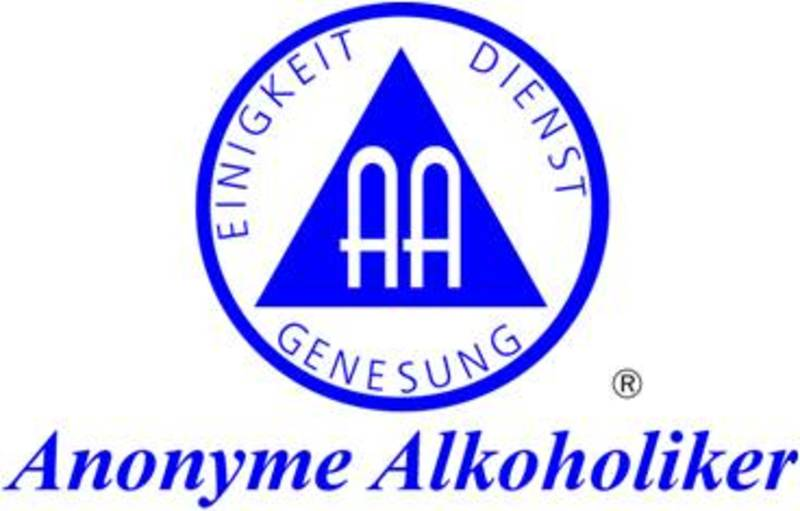 EINIGKEIT
DIENST
AA
GENESUNG
®
Anonyme Alkoholiker